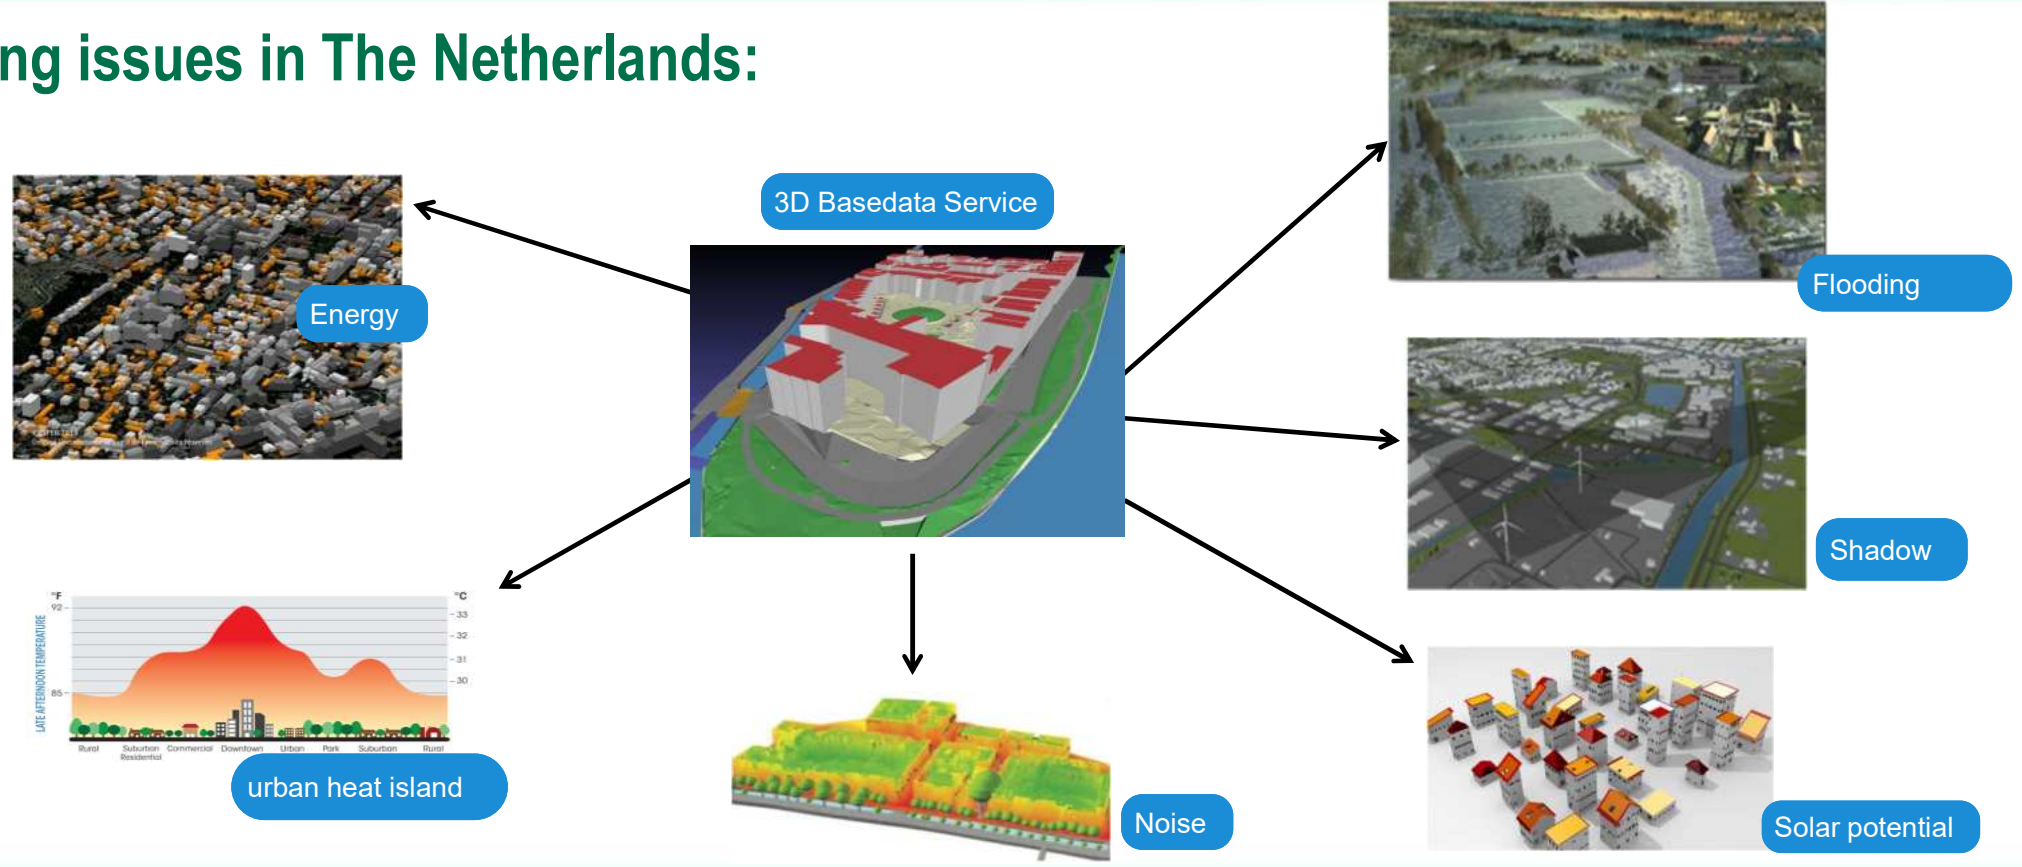 ng issues in The Netherlands:
3D Basedata Service
Energy
Flooding
Shadow
°F
°C
92
33
32
31
30
85
LATE AFTERNOON TEMPERATURE
Rural
Suburban
Residential
Commercial
Downtown
Urban
Park
Suburban
Rural
urban heat island
Noise
Solar potential